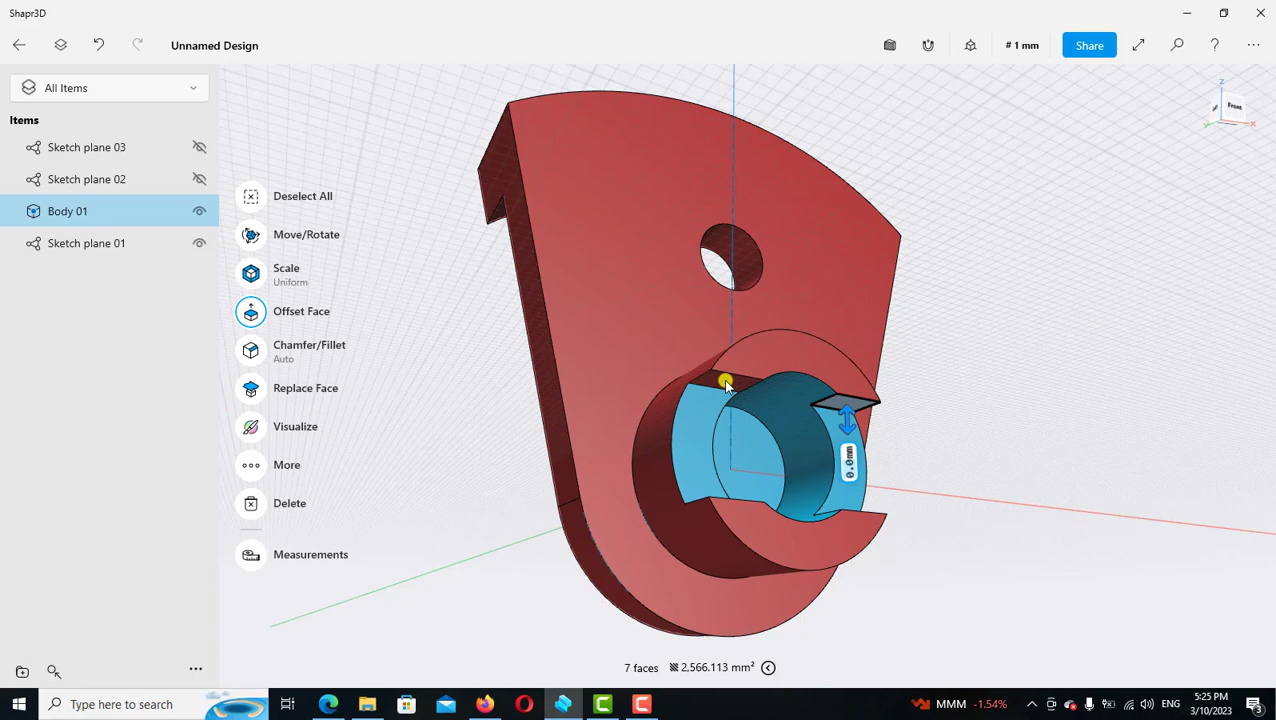 Shapr3D
Unnamed Design
# 1 mm
Share
All Items
Items
Sketch plane 03
Sketch plane 02
Body 01
Sketch plane 01
Deselect All
Move/Rotate
Scale
Uniform
Offset Face
Chamfer/Fillet
Auto
Replace Face
Visualize
More
Delete
Measurements
Z
Front
X
Y
0.0mm
7 faces 2,566.113 mm²
Type here to search
MMM -1.54%
ENG
5:25 PM
3/10/2023
3